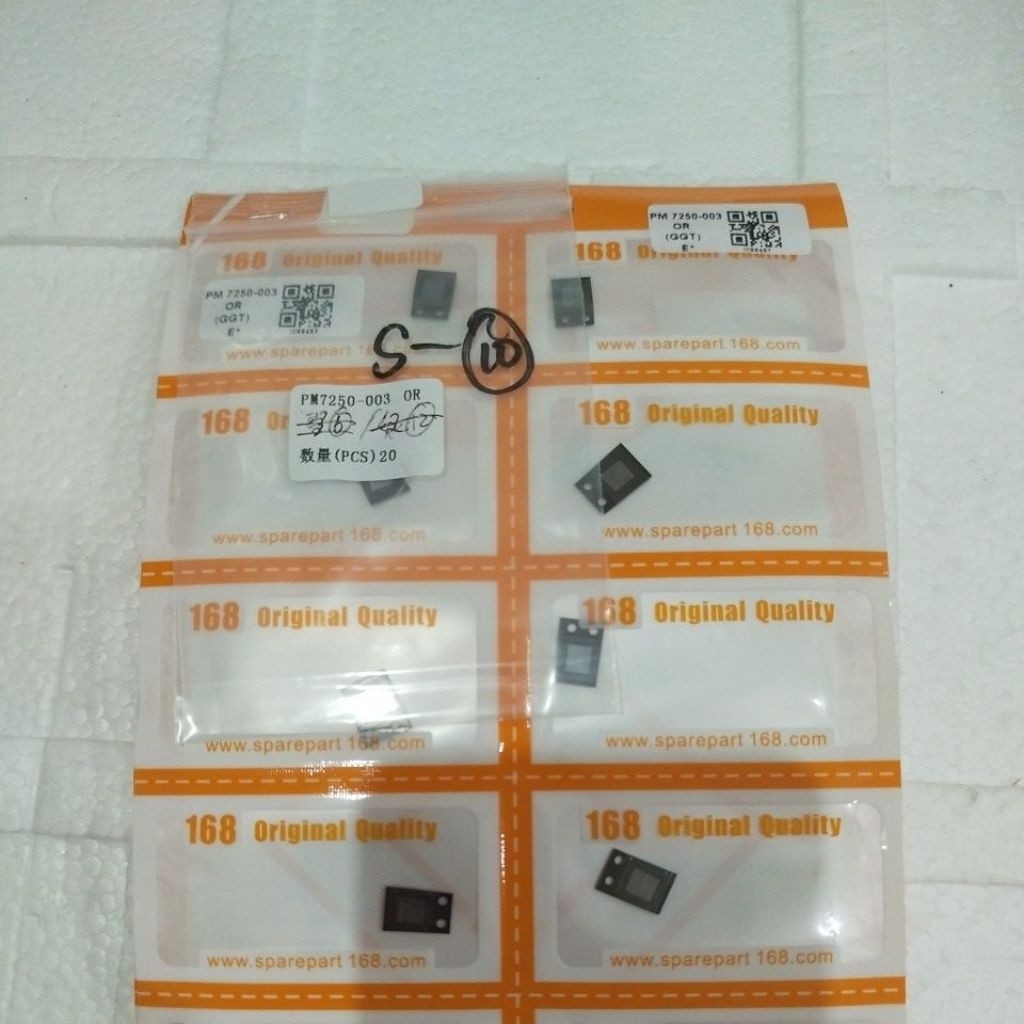 PM 7250-003
OR
(GGT)
E*
IC88657
168 Original Quality
168 Original Quality
PM 7250-003
OR
(GGT)
E*
www.sparepart 168.com
www.sparepart 168.com
S-10
PM7250-003 OR
数量(PCS)20
168 Or
168 Original Quality
www.sparepart 168.com
www.sparepart 168.com
168 Original Quality
168 Original Quality
www.sparepart 168.com
www.sparepart 168.com
168 Original Quality
168 Original Quality
www.sparepart 168.com
www.sparepart 168.com